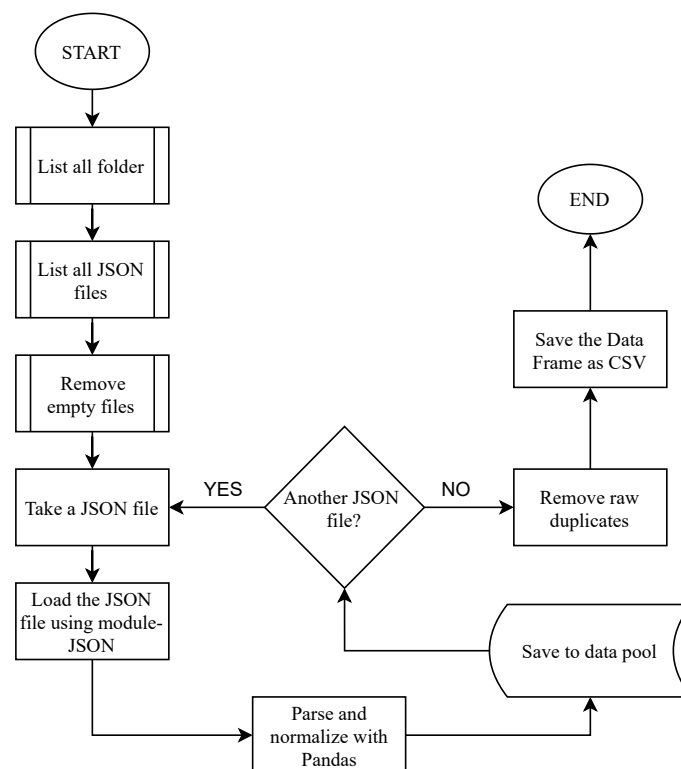 START
List all folder
List all JSON
files
Remove
empty files
Take a JSON file
Load the JSON
file using module-
JSON
Parse and
normalize with
Pandas
Save to data pool
Another JSON
file?
YES
NO
Remove raw
duplicates
Save the Data
Frame as CSV
END